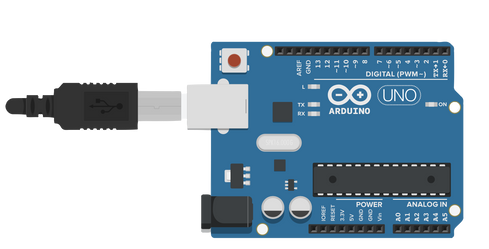 AREF
GND
13
12
~11
~10
~9
8
7
~6
~5
4
~3
2
TX→1
RX←0
DIGITAL (PWM~)
L
TX
RX
ARDUINO
UNO
ON
POWER
ANALOG IN
IOREF
RESET
3.3V
5V
GND
GND
Vin
A0
A1
A2
A3
A4
A5